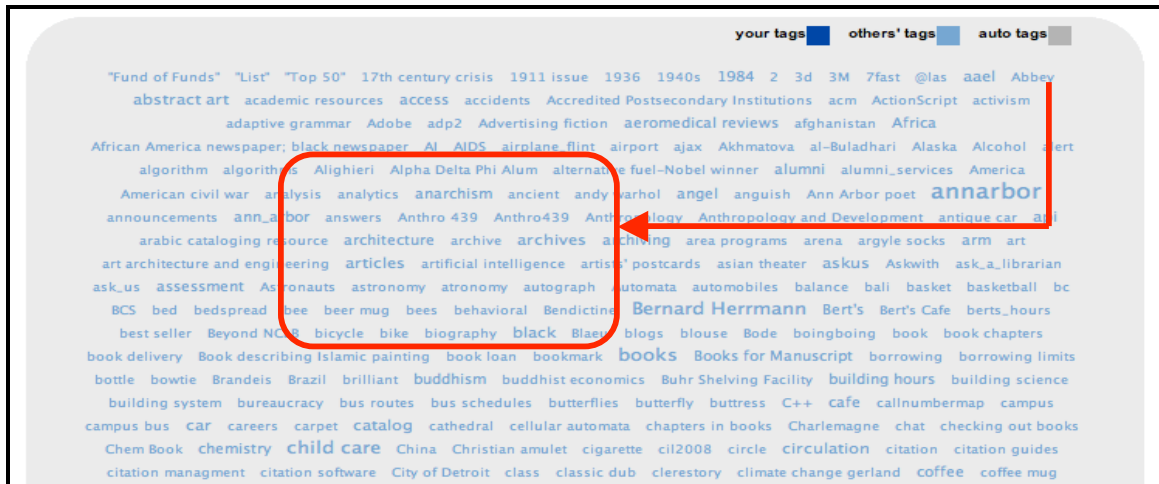 your tags others' tags auto tags
"Fund of Funds" "List" "Top 50" 17th century crisis 1911 issue 1936 1940s 1984 2 3d 3M 7fast @las aael Abbey
abstract art academic resources access accidents Accredited Postsecondary Institutions acm ActionScript activism
adaptive grammar Adobe adp2 Advertising fiction aeromedical reviews afghanistan Africa
African America newspaper; black newspaper AI AIDS airplane_flint airport ajax Akhmatova al-Buladhari Alaska Alcohol alert
algorithm algorithms Alighieri Alpha Delta Phi Alum alternative fuel-Nobel winner alumni alumni_services America
American civil war analysis analytics anarchism ancient andy warhol angel anguish Ann Arbor poet annarbor
announcements ann_arbor answers Anthro 439 Anthro439 Anthropology Anthropology and Development antique car api
arabic cataloging resource architecture archive archives archiving area programs arena argyle socks arm art
art architecture and engineering articles artificial intelligence artists' postcards asian theater askus Askwith ask_a_librarian
ask_us assessment Astronauts astronomy atronomy autograph Automata automobiles balance bali basket basketball bc
BCS bed bedspread bee beer mug bees behavioral Bendictine Bernard Herrmann Bert's Bert's Cafe berts_hours
best seller Beyond bicycle bike biography black Blaeu blogs blouse Bode boingboing book book chapters
book delivery Book describing Islamic painting book loan bookmark books Books for Manuscript borrowing borrowing limits
bottle bowtie Brandeis Brazil brilliant buddhism buddhist economics Buhr Shelving Facility building hours building science
building system bureaucracy bus routes bus schedules butterflies butterfly buttress C++ cafe callnumbermap campus
campus bus car careers carpet catalog cathedral cellular automata chapters in books Charlemagne chat checking out books
Chem Book chemistry child care China Christian amulet cigarette cil2008 circle circulation citation citation guides
citation managment citation software City of Detroit class classic dub clerestory climate change gerland coffee coffee mug